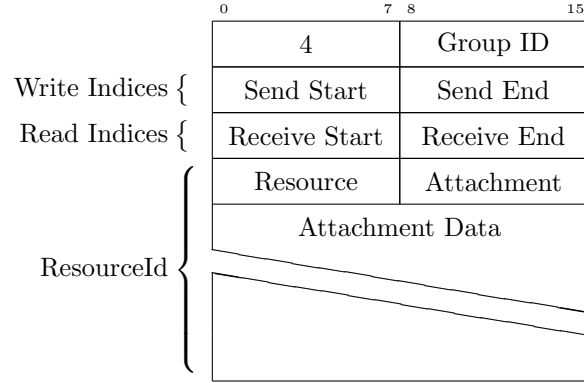 0 7 8 15
4 Group ID
Write Indices { Send Start Send End
Read Indices { Receive Start Receive End
Resource Attachment
Attachment Data
ResourceId {